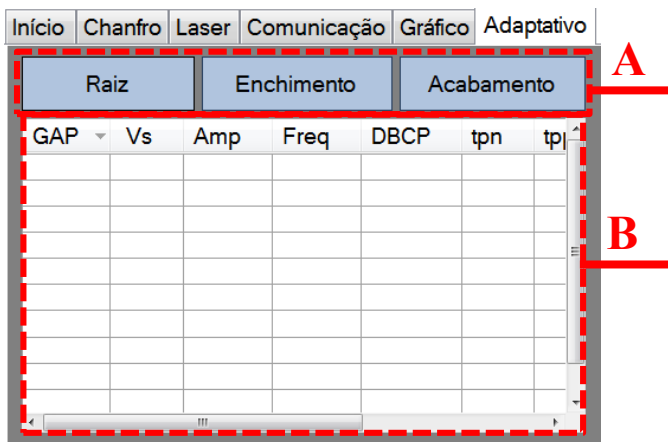 Início Chanfro Laser Comunicação Gráfico Adaptativo
A
Raiz Enchimento Acabamento
GAP Vs Amp Freq DBCP tpn
B